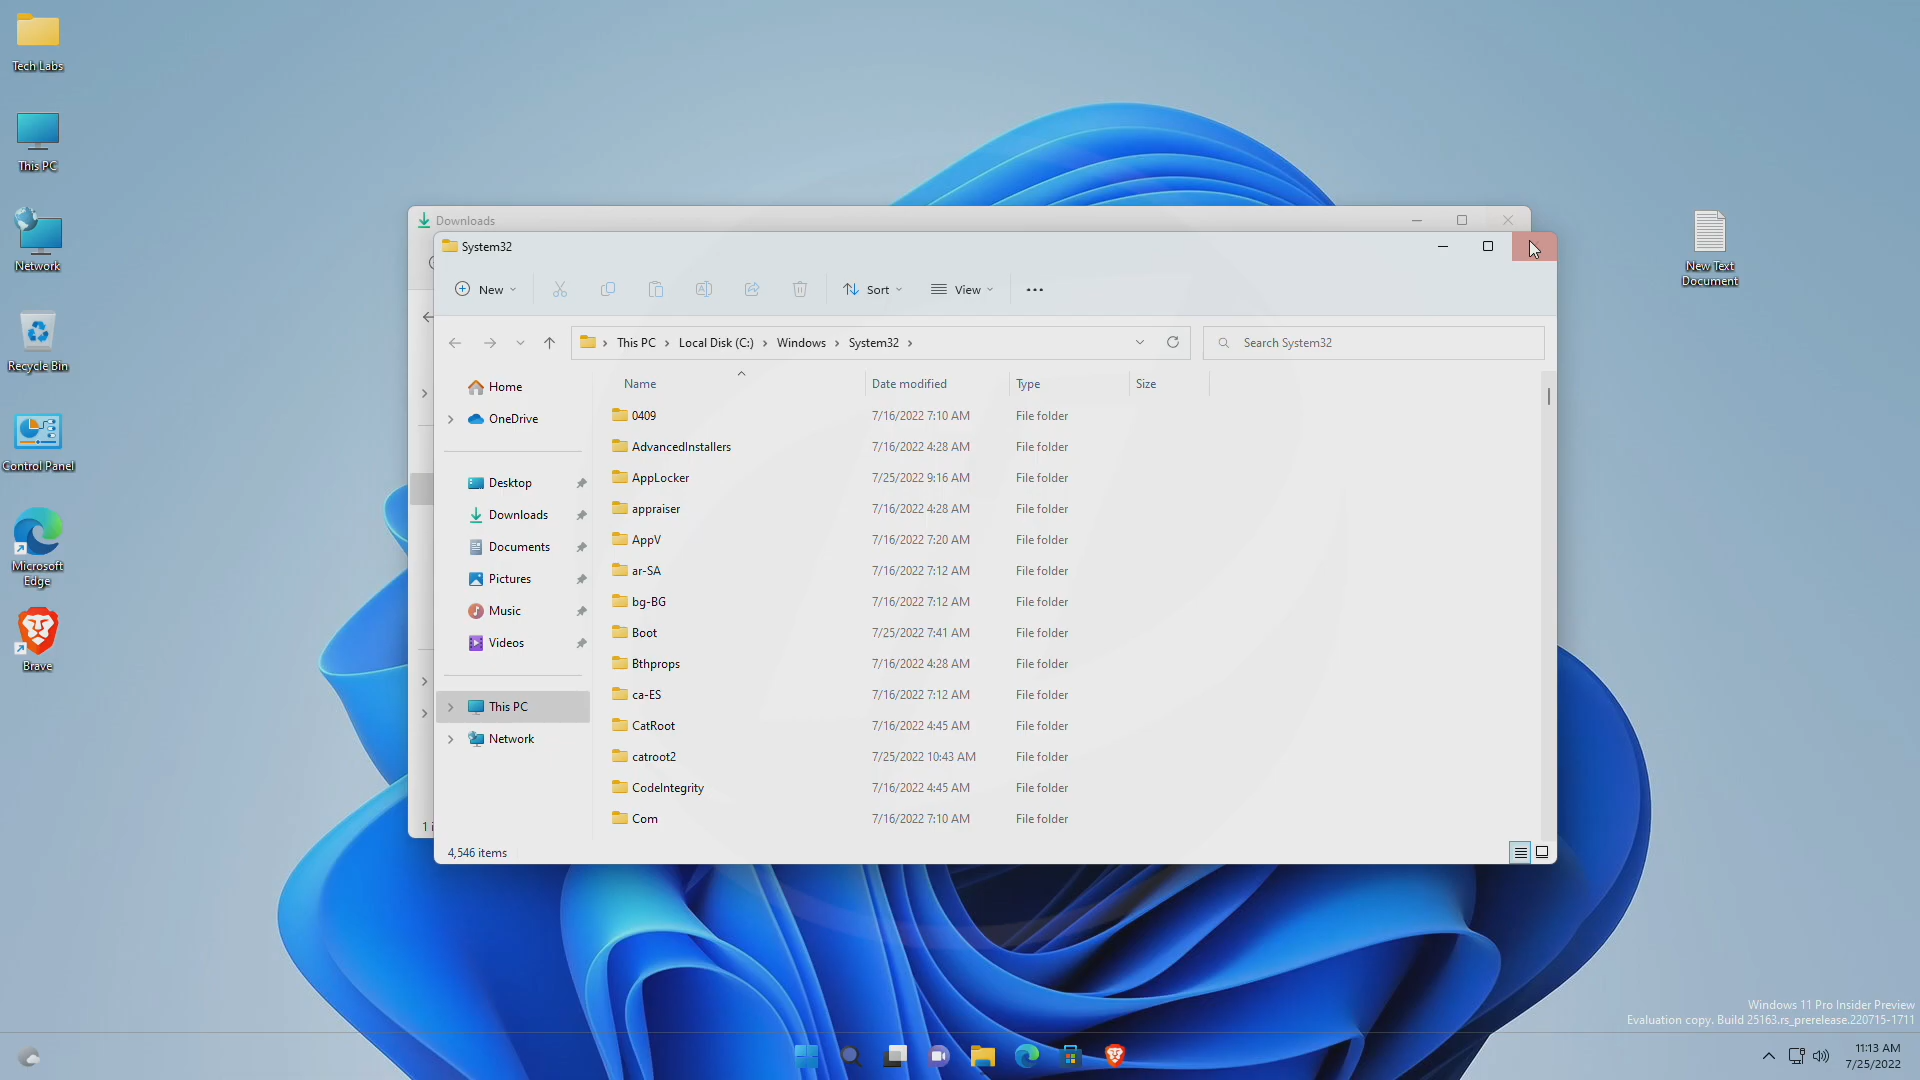 Tech Labs
This PC
Network
Recycle Bin
Control Panel
Microsoft
Edge
Brave
Downloads
1 i
System32
New
Sort
View
This PC
Local Disk (C:)
Windows
System32
Search System32
Home
OneDrive
Desktop
Downloads
Documents
Pictures
Music
Videos
This PC
Network
Name Date modified Type Size
0409 7/16/2022 7:10 AM File folder
AdvancedInstallers 7/16/2022 4:28 AM File folder
AppLocker 7/25/2022 9:16 AM File folder
appraiser 7/16/2022 4:28 AM File folder
AppV 7/16/2022 7:20 AM File folder
ar-SA 7/16/2022 7:12 AM File folder
bg-BG 7/16/2022 7:12 AM File folder
Boot 7/25/2022 7:41 AM File folder
Bthprops 7/16/2022 4:28 AM File folder
ca-ES 7/16/2022 7:12 AM File folder
CatRoot 7/16/2022 4:45 AM File folder
catroot2 7/25/2022 10:43 AM File folder
CodeIntegrity 7/16/2022 4:45 AM File folder
Com 7/16/2022 7:10 AM File folder
4,546 items
New Text
Document
Windows 11 Pro Insider Preview
Evaluation copy. Build 25163.rs_prerelease.220715-1711
11:13 AM
7/25/2022